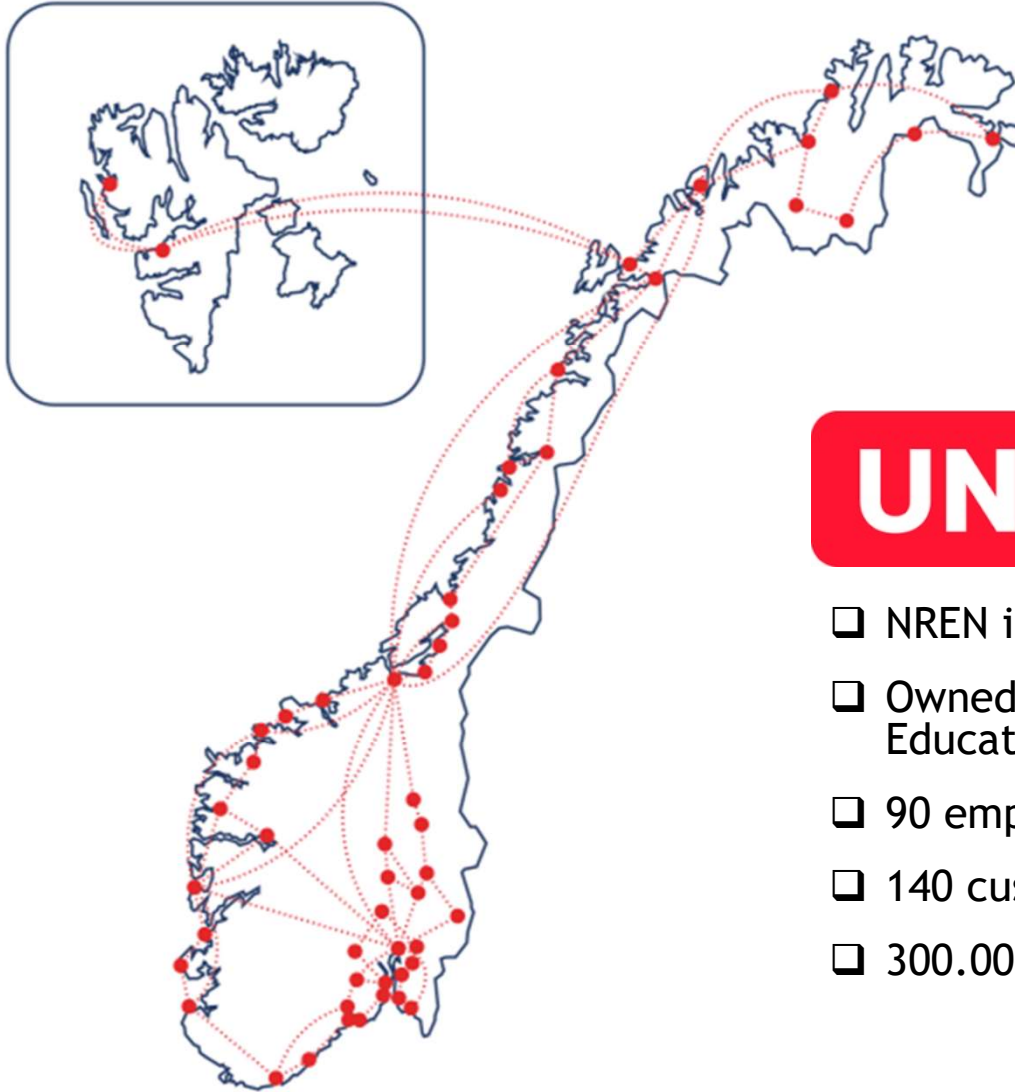 UN
❑ NREN i
❑ Owned
Educat
❑ 90 emp
❑ 140 cus
❑ 300.00